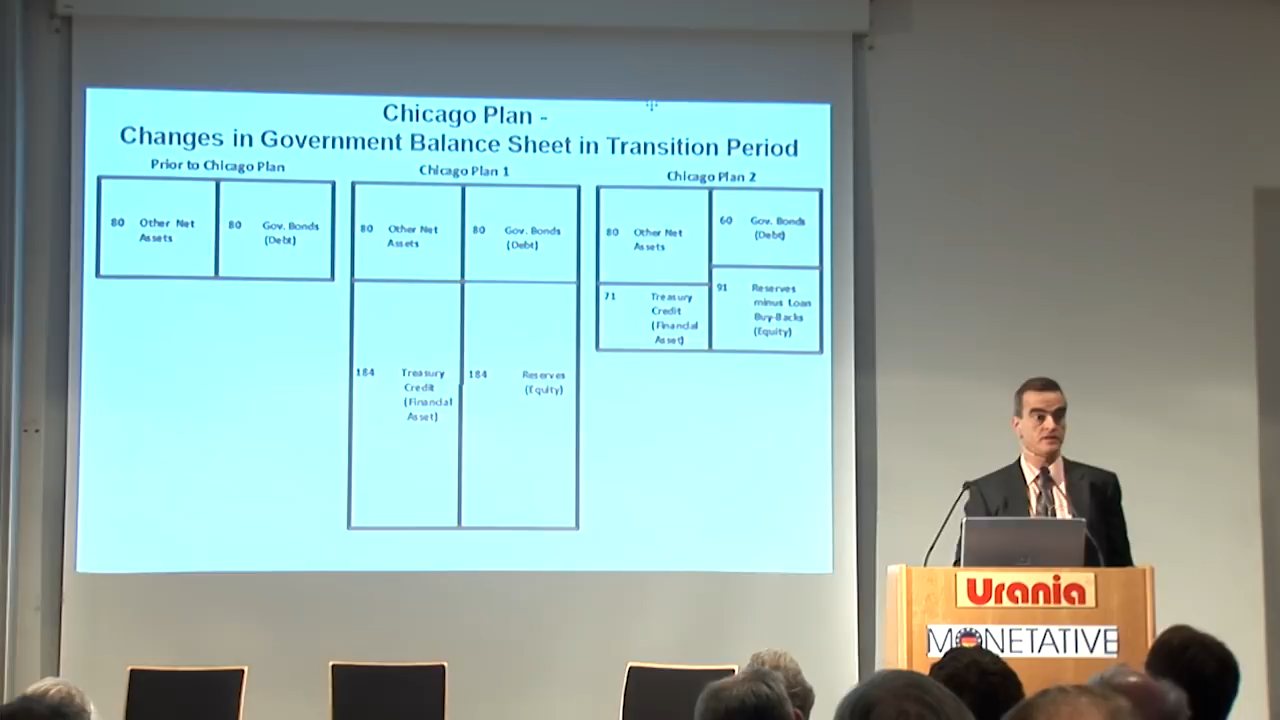 Chicago Plan -
Changes in Government Balance Sheet in Transition Period
Prior to Chicago Plan
80 Other Net
Assets
80 Gov. Bonds
(Debt)
Chicago Plan 1
80 Other Net
Assets
80 Gov. Bonds
(Debt)
184 Treasury
Credit
(Financial
Asset)
184 Reserves
(Equity)
Chicago Plan 2
80 Other Net
Assets
60 Gov. Bonds
(Debt)
71 Treasury
Credit
(Financial
Asset)
91 Reserves
minus Loan
Buy-Backs
(Equity)
Urania
MONETATIVE